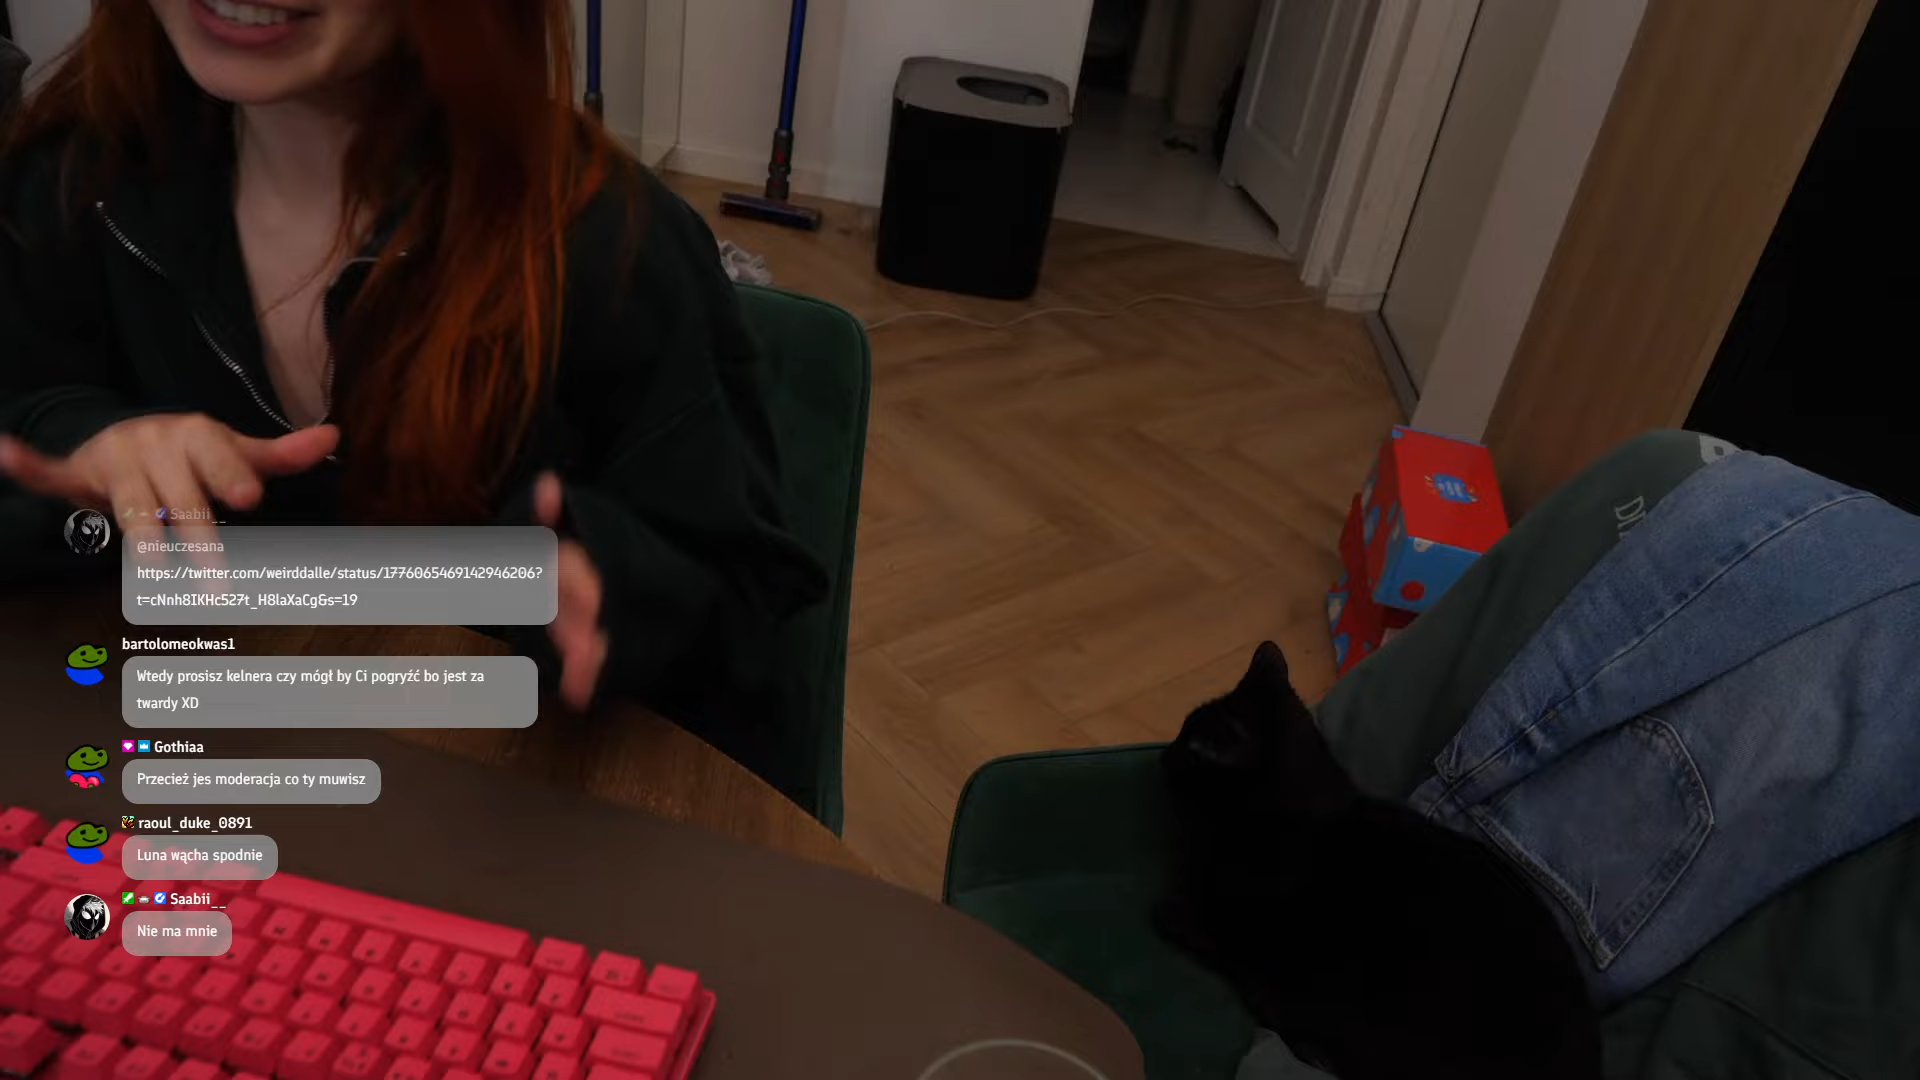 Saabii__
@nieuczesana
https://twitter.com/weirddalle/status/1776065469142946206?
t=cNnh8IKHc527t_H8laXaCg&s=19
bartolomeokwas1
Wtedy prosisz kelnera czy mógł by Ci pogryźć bo jest za
twardy XD
Gothiaa
Przecież jes moderacja co ty muwisz
raoul_duke_0891
Luna wącha spodnie
Saabii__
Nie ma mnie